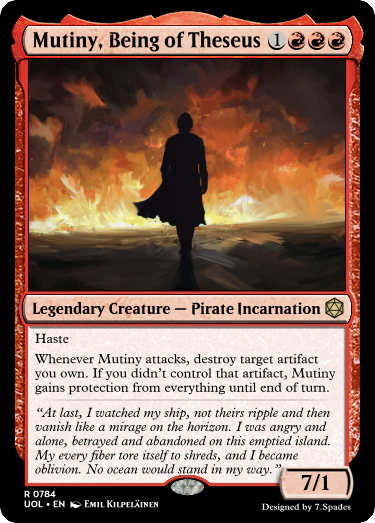 Mutiny, Being of Theseus 1
Legendary Creature — Pirate Incarnation
Haste
Whenever Mutiny attacks, destroy target artifact
you own. If you didn't control that artifact, Mutiny
gains protection from everything until end of turn.
“At last, I watched my ship, not theirs ripple and then
vanish like a mirage on the horizon. I was angry and
alone, betrayed and abandoned on this emptied island.
My every fiber tore itself to shreds, and I became
oblivion. No ocean would stand in my way.”
7/1
R 0784
UOL • EN Emil Kilpeläinen
Designed by 7.Spades